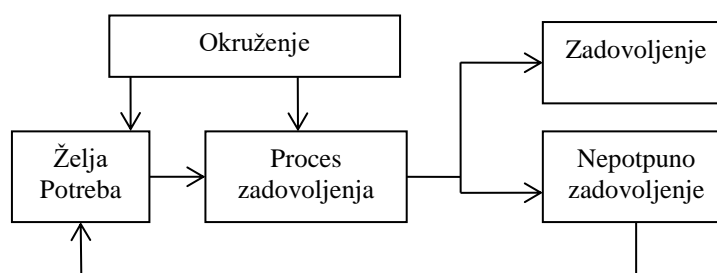 Okruženje
Zadovoljenje
Želja
Potreba
Proces
zadovoljenja
Nepotpuno
zadovoljenje